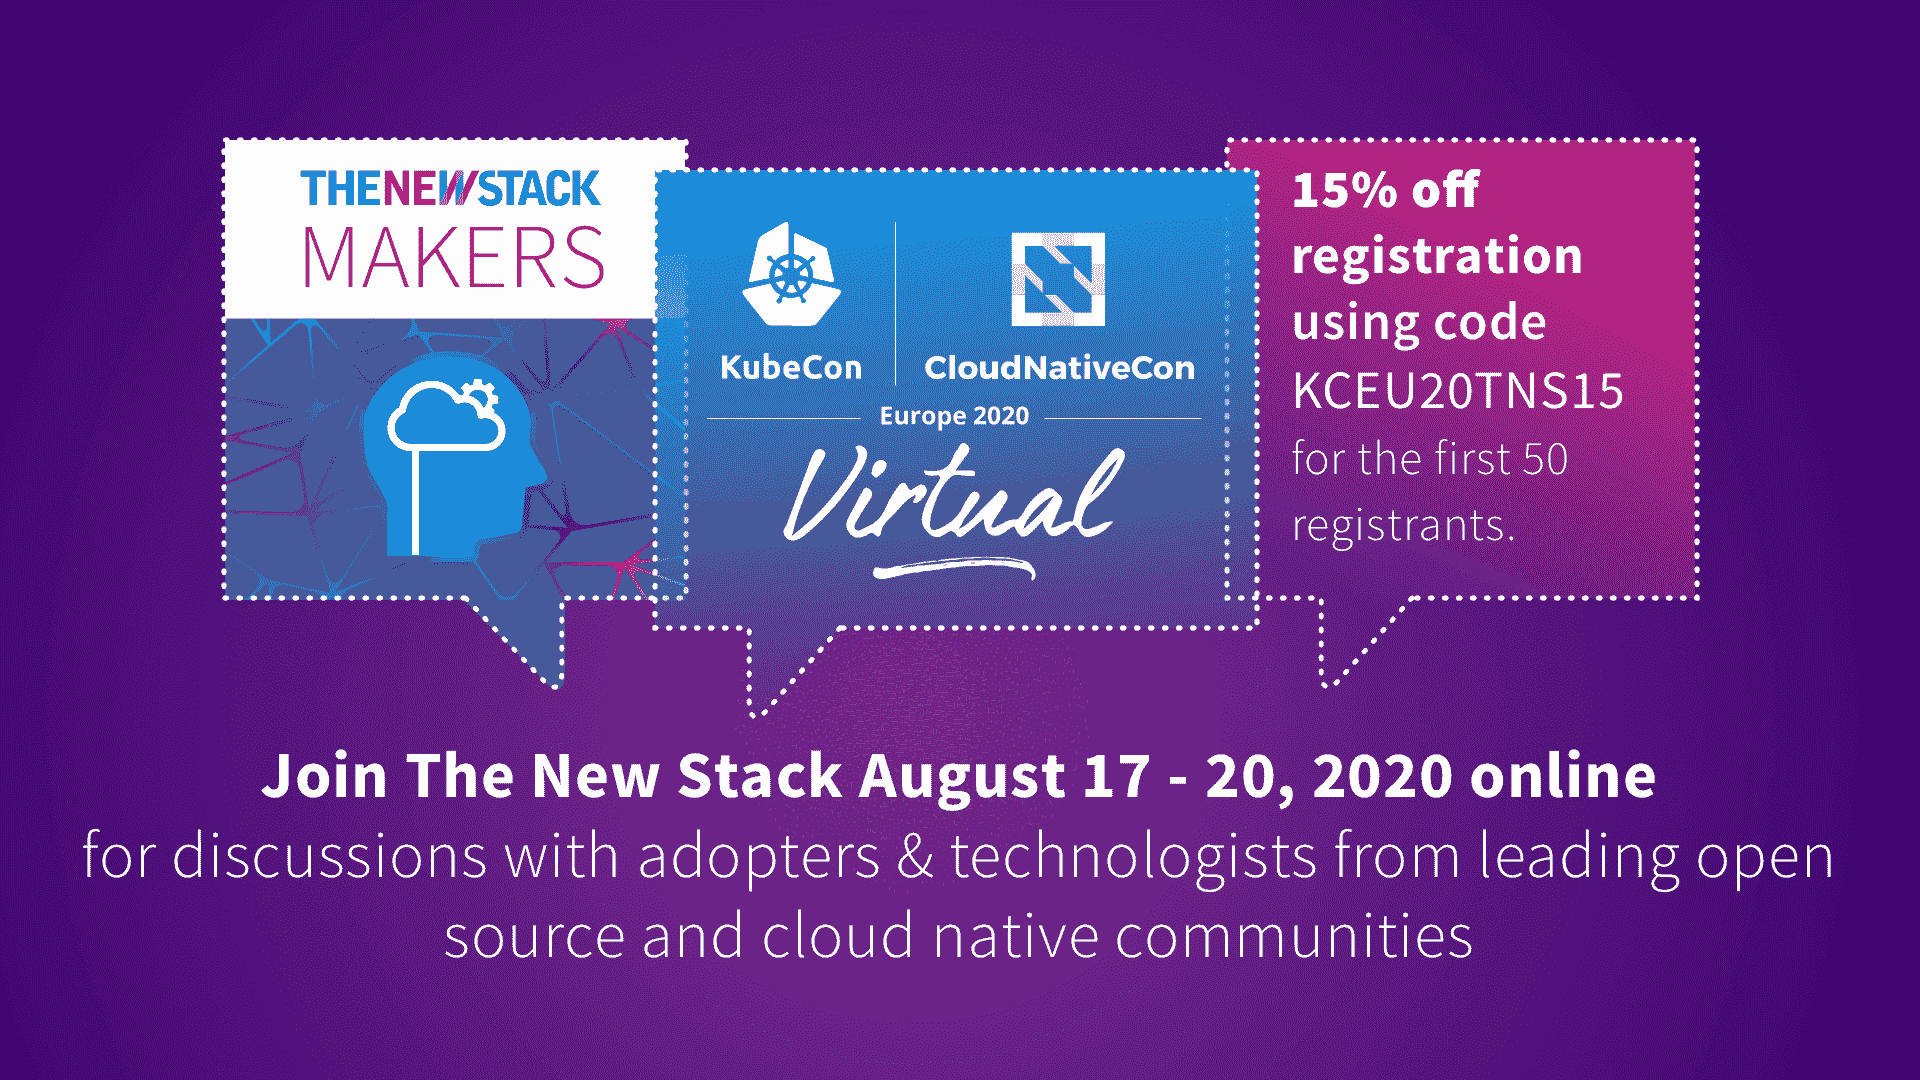 THENEWSTACK
MAKERS
KubeCon
CloudNativeCon
Europe 2020
Virtual
15% off
registration
using code
KCEU20TNS15
for the first 50
registrants.
Join The New Stack August 17 - 20, 2020 online
for discussions with adopters & technologists from leading open
source and cloud native communities